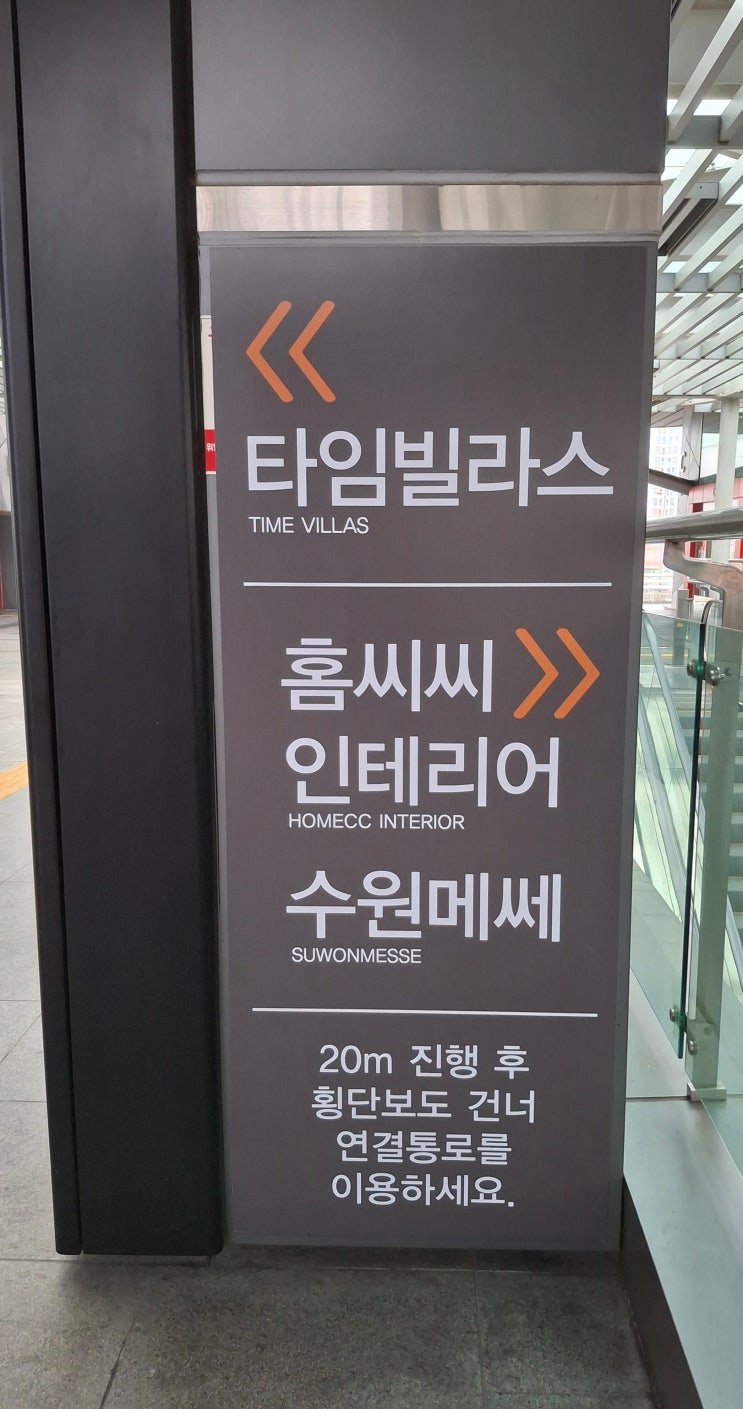 타임빌라스
TIME VILLAS
홈씨씨
인테리어
HOMECC INTERIOR
수원메쎄
SUWONMESSE
20m 진행 후
횡단보도 건너
연결통로를
이용하세요.